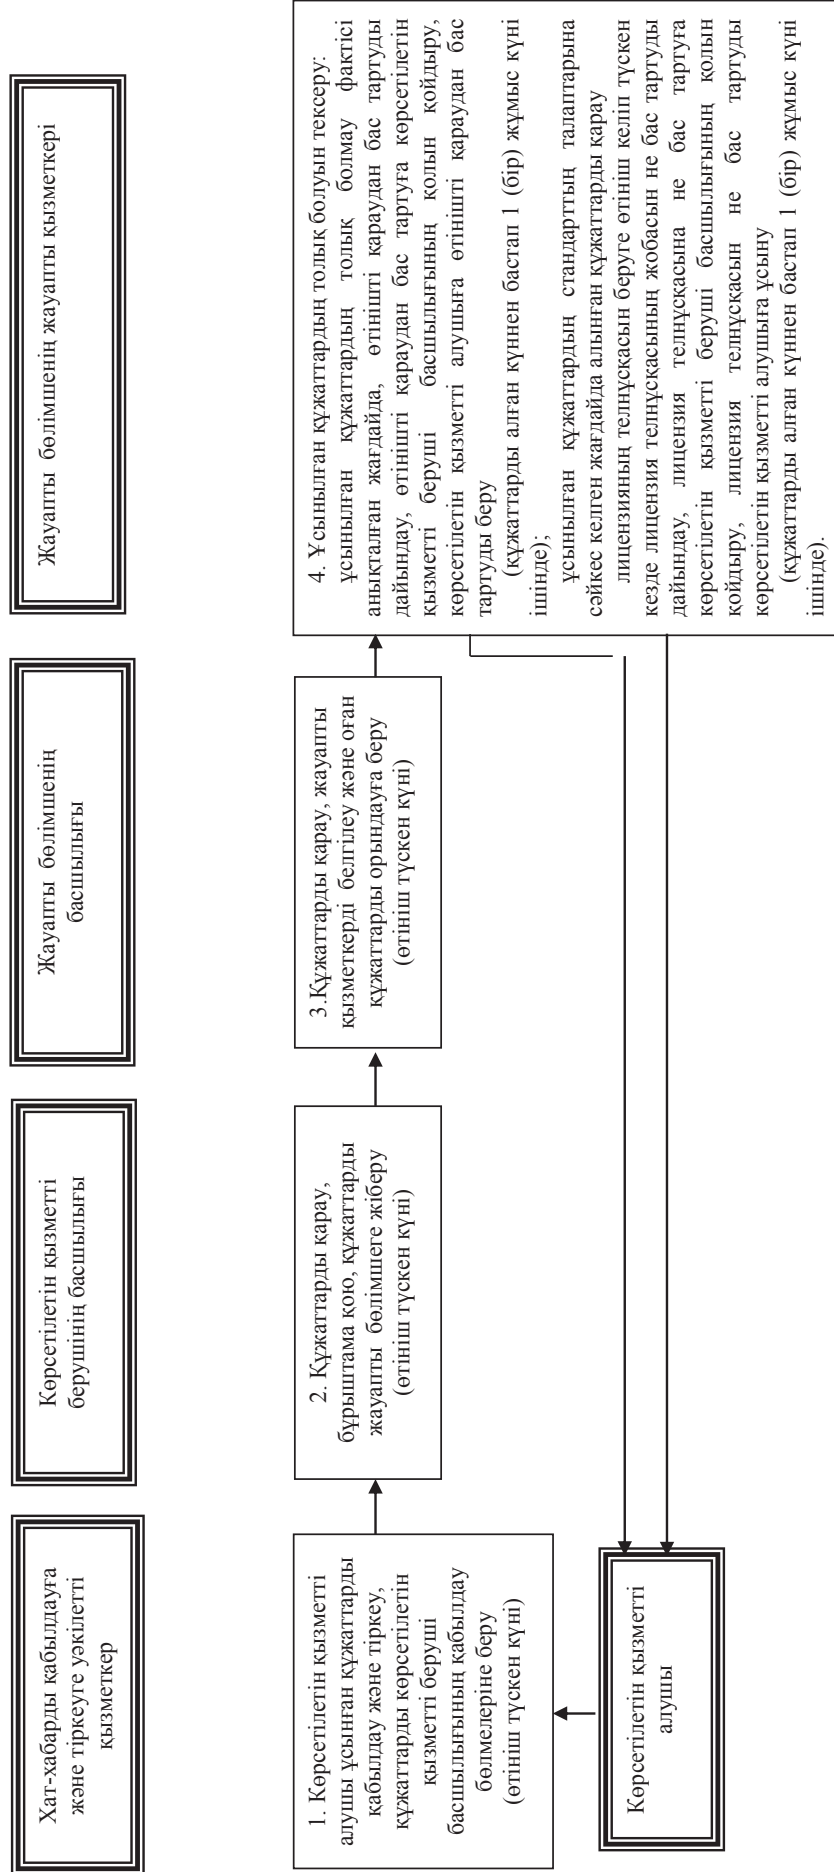 Хат-хабарды қабылдауға
және тіркеуге уәкілетті
қызметкер
Көрсетілетін қызметті
берушінің басшылығы
Жауапты бөлімшенің
басшылығы
Жауапты бөлімшенің жауапты қызметкері
1. Көрсетілетін қызметті
алушы ұсынған құжаттарды
қабылдау және тіркеу,
құжаттарды көрсетілетін
қызметті беруші
басшылығының қабылдау
бөлмелеріне беру
(өтініш түскен күні)
2. Құжаттарды қарау,
бұрыштама қою, құжаттарды
жауапты бөлімшеге жіберу
(өтініш түскен күні)
3.Құжаттарды қарау, жауапты
қызметкерді белгілеу және оған
құжаттарды орындауға беру
(өтініш түскен күні)
4. Ұсынылған құжаттардың толық болуын тексеру:
ұсынылған құжаттардың толық болмау фактісі
анықталған жағдайда, өтінішті қараудан бас тартуды
дайындау, өтінішті қараудан бас тартуға көрсетілетін
қызметті беруші басшылығының қолын қойдыру,
көрсетілетін қызметті алушыға өтінішті қараудан бас
тартуды беру
(құжаттарды алған күннен бастап 1 (бір) жұмыс күні
ішінде);
ұсынылған құжаттардың стандарттың талаптарына
сәйкес келген жағдайда алынған құжаттарды қарау
лицензияның телнұсқасын беруге өтініш келіп түскен
кезде лицензия телнұсқасының жобасын не бас тартуды
дайындау, лицензия телнұсқасына не бас тартуға
көрсетілетін қызметті беруші басшылығының қолын
қойдыру, лицензия телнұсқасын не бас тартуды
көрсетілетін қызметті алушыға ұсыну
(құжаттарды алған күннен бастап 1 (бір) жұмыс күні
ішінде).
Көрсетілетін қызметті
алушы